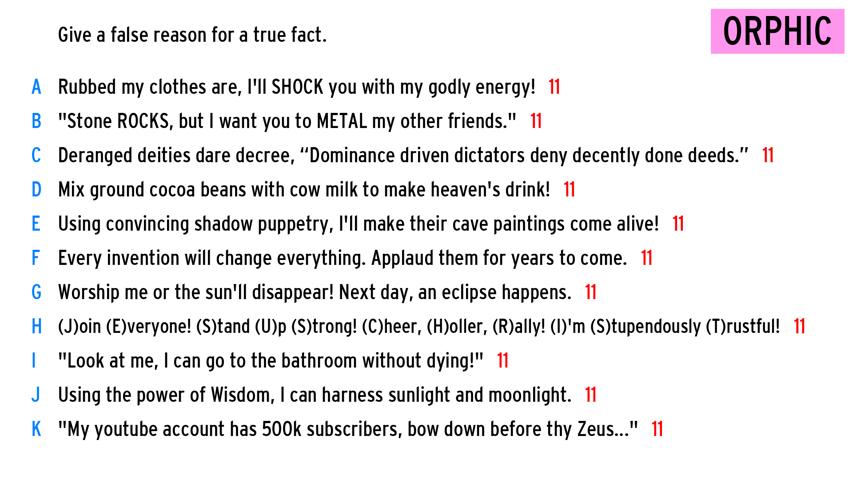 Give a false reason for a true fact.
ORPHIC
A Rubbed my clothes are, I'll SHOCK you with my godly energy! 11
B "Stone ROCKS, but I want you to METAL my other friends." 11
C Deranged deities dare decree, “Dominance driven dictators deny decently done deeds.” 11
D Mix ground cocoa beans with cow milk to make heaven's drink! 11
E Using convincing shadow puppetry, I'll make their cave paintings come alive! 11
F Every invention will change everything. Applaud them for years to come. 11
G Worship me or the sun'll disappear! Next day, an eclipse happens. 11
H (J)oin (E)veryone! (S)tand (U)p (S)trong! (C)heer, (H)oller, (R)ally! (I)'m (S)tupendously (T)rustful! 11
I "Look at me, I can go to the bathroom without dying!" 11
J Using the power of Wisdom, I can harness sunlight and moonlight. 11
K "My youtube account has 500k subscribers, bow down before thy Zeus..." 11